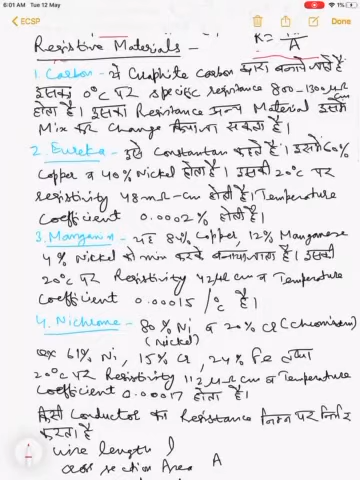 6:01 AM Tue 12 May
1%
ECSP
Resistive Materials -
A
1. Carbon - ये Graphite Carbon द्वारा बनाये जाते हैं
इसका 0°C पर specific resistance 800-1300 μΩ cm
होता है। इसका Resistance अन्य Material इसमें
Mix कर Change किया जा सकता है।
2. Eureka - इसे Constantan कहते हैं। इसमें 60%
Copper व 40% Nickel होता है। इसकी 20°C पर
resistivity 48 mΩ-cm होती है। Temperature
Coefficient 0.0002% होती है।
3. Manganin - यह 84% Copper 12% Manganese
4% Nickel को mix करके बनाया जाता है। इसकी
20°C पर Resistivity 42 μΩ cm व Temperature
Coefficient 0.00015 /°C है।
4. Nichrome - 80% Ni व 20% Cr (Chromium)
(Nickel)
61% Ni, 15% Cr, 24% Fe तथा
20°C पर Resistivity 112 μΩ cm व Temperature
Coefficient 0.00017 होता है।
किसी Conductor का Resistance निम्न पर निर्भर
करता है
wire length l
cross section Area A